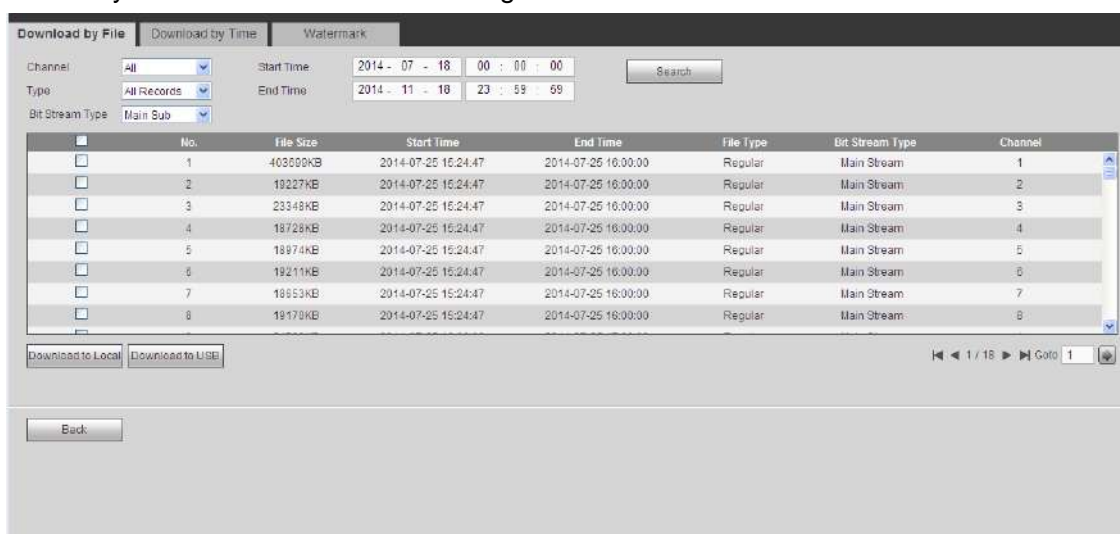 Download by File Download by Time Watermark
Channel All Start Time 2014 - 07 - 18 00 : 00 : 00 Search
Type All Records End Time 2014 - 11 - 18 23 : 59 : 59
Bit Stream Type Main Sub
No. File Size Start Time End Time File Type Bit Stream Type Channel
1 403699KB 2014-07-25 15:24:47 2014-07-25 16:00:00 Regular Main Stream 1
2 19227KB 2014-07-25 15:24:47 2014-07-25 16:00:00 Regular Main Stream 2
3 23348KB 2014-07-25 15:24:47 2014-07-25 16:00:00 Regular Main Stream 3
4 18728KB 2014-07-25 15:24:47 2014-07-25 16:00:00 Regular Main Stream 4
5 18974KB 2014-07-25 15:24:47 2014-07-25 16:00:00 Regular Main Stream 5
6 19211KB 2014-07-25 15:24:47 2014-07-25 16:00:00 Regular Main Stream 6
7 18653KB 2014-07-25 15:24:47 2014-07-25 16:00:00 Regular Main Stream 7
8 19179KB 2014-07-25 15:24:47 2014-07-25 16:00:00 Regular Main Stream 8
Download to Local Download to USB 1 / 18 Goto 1
Back